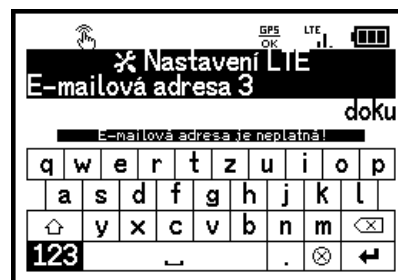 GPS OK LTE
Nastavení LTE
E-mailová adresa 3
doku
E-mailová adresa je neplatná!
q w e r t z u i o p
a s d f g h j k l
y x c v b n m
123 .